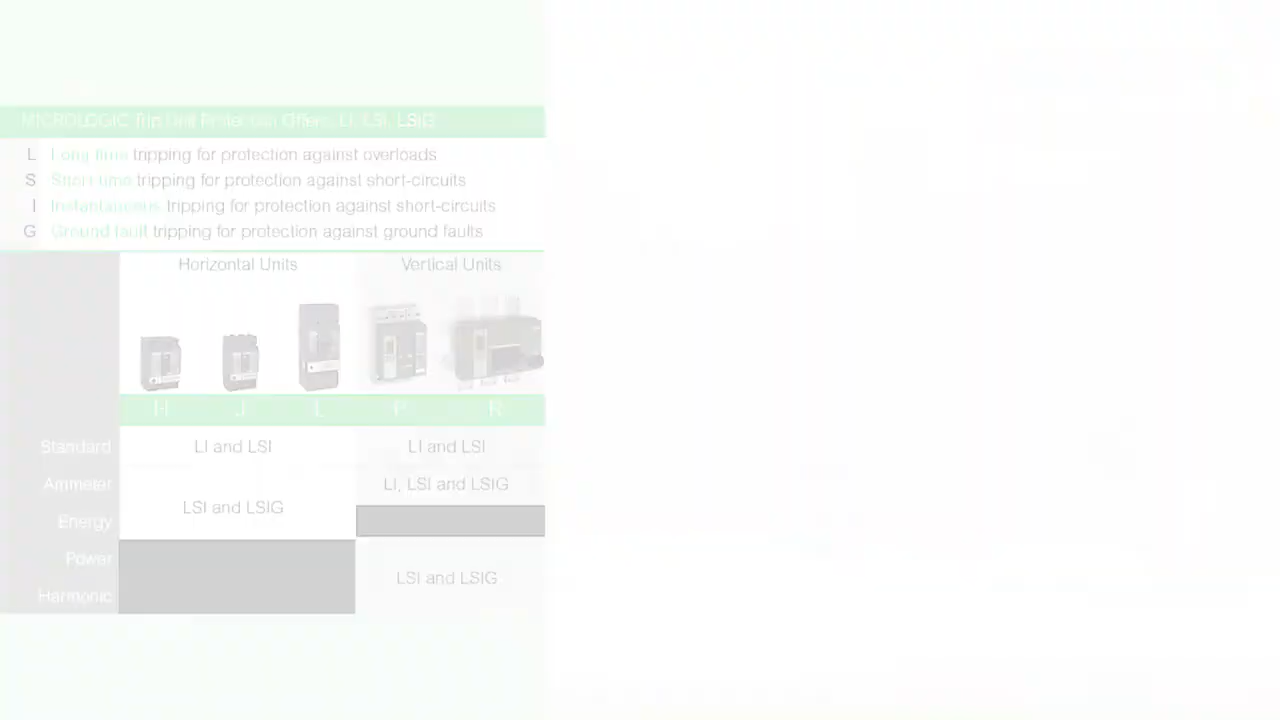 MICROLOGIC Trip Unit Protection Offers: LI, LSI, LSIG
L Long time tripping for protection against overloads
S Short time tripping for protection against short-circuits
I Instantaneous tripping for protection against short-circuits
G Ground fault tripping for protection against ground faults
Horizontal Units Vertical Units
H J L P R
Standard LI and LSI LI and LSI
Ammeter LI, LSI and LSIG
LSI and LSIG
Energy
Power
LSI and LSIG
Harmonic